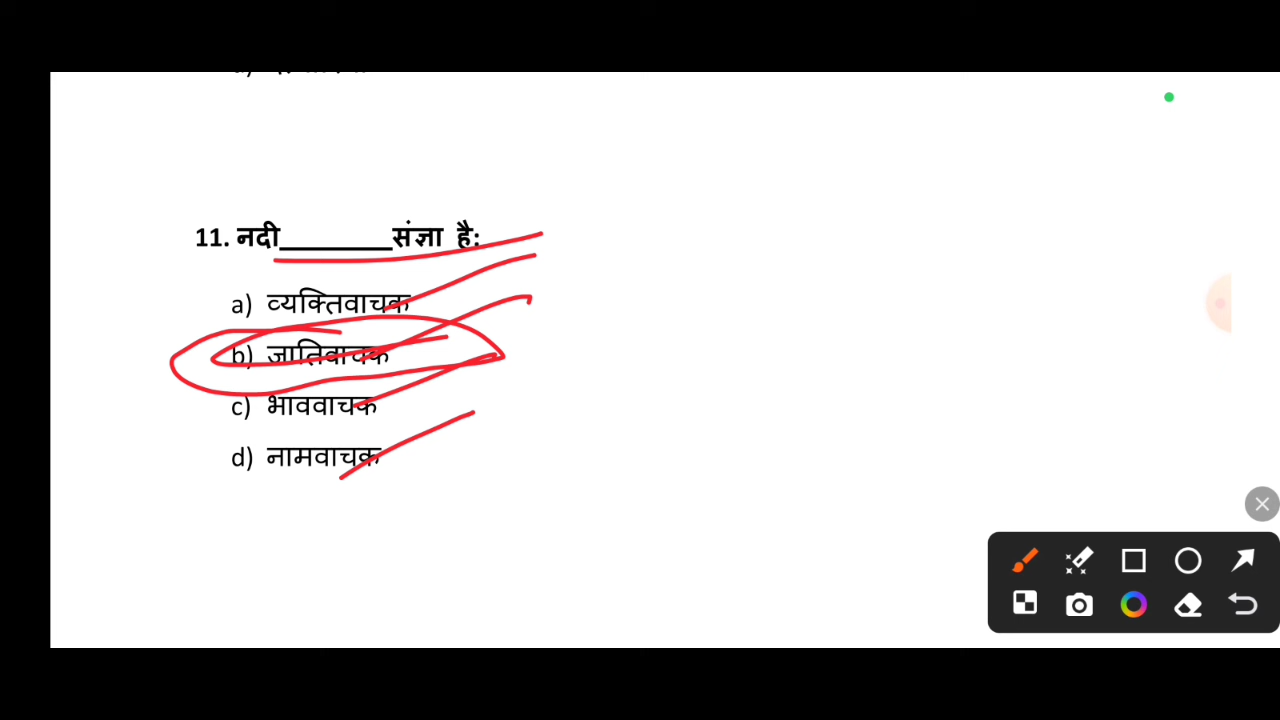 11. नदी________संज्ञा है:
a) व्यक्तिवाचक
b) जातिवाचक
c) भाववाचक
d) नामवाचक